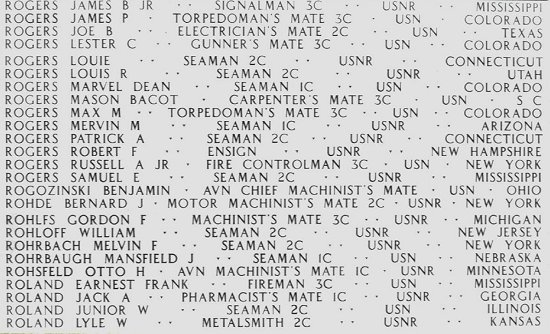 ROGERS JAMES B JR · · SIGNALMAN 3C · · USNR · · MISSISSIPPI
ROGERS JAMES P · TORPEDOMAN'S MATE 3C · · USN · COLORADO
ROGERS JOE B · · ELECTRICIAN'S MATE 2C · · USN · · TEXAS
ROGERS LESTER C · · GUNNER'S MATE 3C · · USN · · COLORADO
ROGERS LOUIE · · SEAMAN 2C · · USNR · · CONNECTICUT
ROGERS LOUIS R · · SEAMAN 2C · · USNR · · UTAH
ROGERS MARVEL DEAN · · SEAMAN 1C · · USN · · COLORADO
ROGERS MASON BACOT · CARPENTER'S MATE 3C · USN · S C
ROGERS MAX M · · TORPEDOMAN'S MATE 3C · · USN · · COLORADO
ROGERS MERVIN M · · SEAMAN 1C · · USNR · · ARIZONA
ROGERS PATRICK A · · SEAMAN 2C · · USNR · · CONNECTICUT
ROGERS ROBERT F · · ENSIGN · · USNR · · NEW HAMPSHIRE
ROGERS RUSSELL A JR · FIRE CONTROLMAN 3C · USN · NEW YORK
ROGERS SAMUEL E · · SEAMAN 2C · · USNR · · MISSISSIPPI
ROGOZINSKI BENJAMIN · AVN CHIEF MACHINIST'S MATE · USN · OHIO
ROHDE BERNARD J · MOTOR MACHINIST'S MATE 2C · USNR · NEW YORK
ROHLFS GORDON F · · MACHINIST'S MATE 3C · USNR · · MICHIGAN
ROHLOFF WILLIAM · · SEAMAN 2C · · USNR · · NEW JERSEY
ROHRBACH MELVIN F · · SEAMAN 2C · · USNR · · NEW YORK
ROHRBAUGH MANSFIELD J · · SEAMAN 1C · · USN · · NEBRASKA
ROHSFELD OTTO H · AVN MACHINIST'S MATE 1C · USNR · MINNESOTA
ROLAND EARNEST FRANK · · FIREMAN 3C · · USN · · MISSISSIPPI
ROLAND JACK A · · PHARMACIST'S MATE 1C · · USNR · · GEORGIA
ROLAND JUNIOR W · · SEAMAN 2C · · USN · · ILLINOIS
ROLAND LYLE W · · METALSMITH 2C · · USNR · · KANSAS